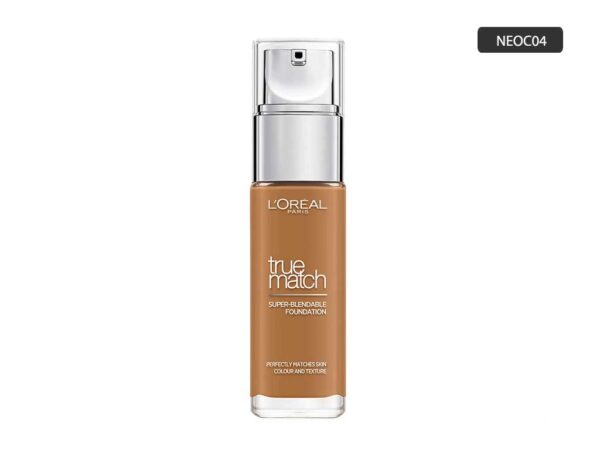 NEOC04
L'ORÉAL
PARIS
true
match
SUPER-BLENDABLE
FOUNDATION
PERFECTLY MATCHES SKIN
COLOUR AND TEXTURE